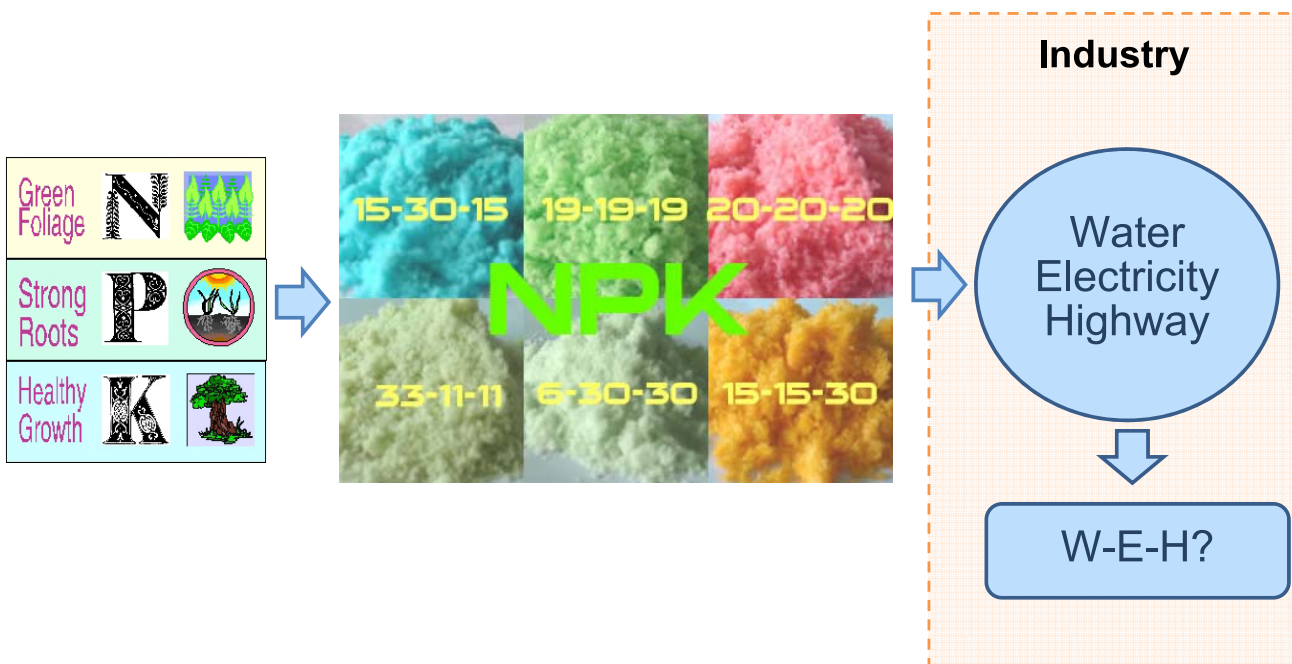 Green
Foliage
N
Strong
Roots
P
Healthy
Growth
K
15-30-15
19-19-19
20-20-20
NPK
33-11-11
6-30-30
15-15-30
Industry
Water
Electricity
Highway
W-E-H?